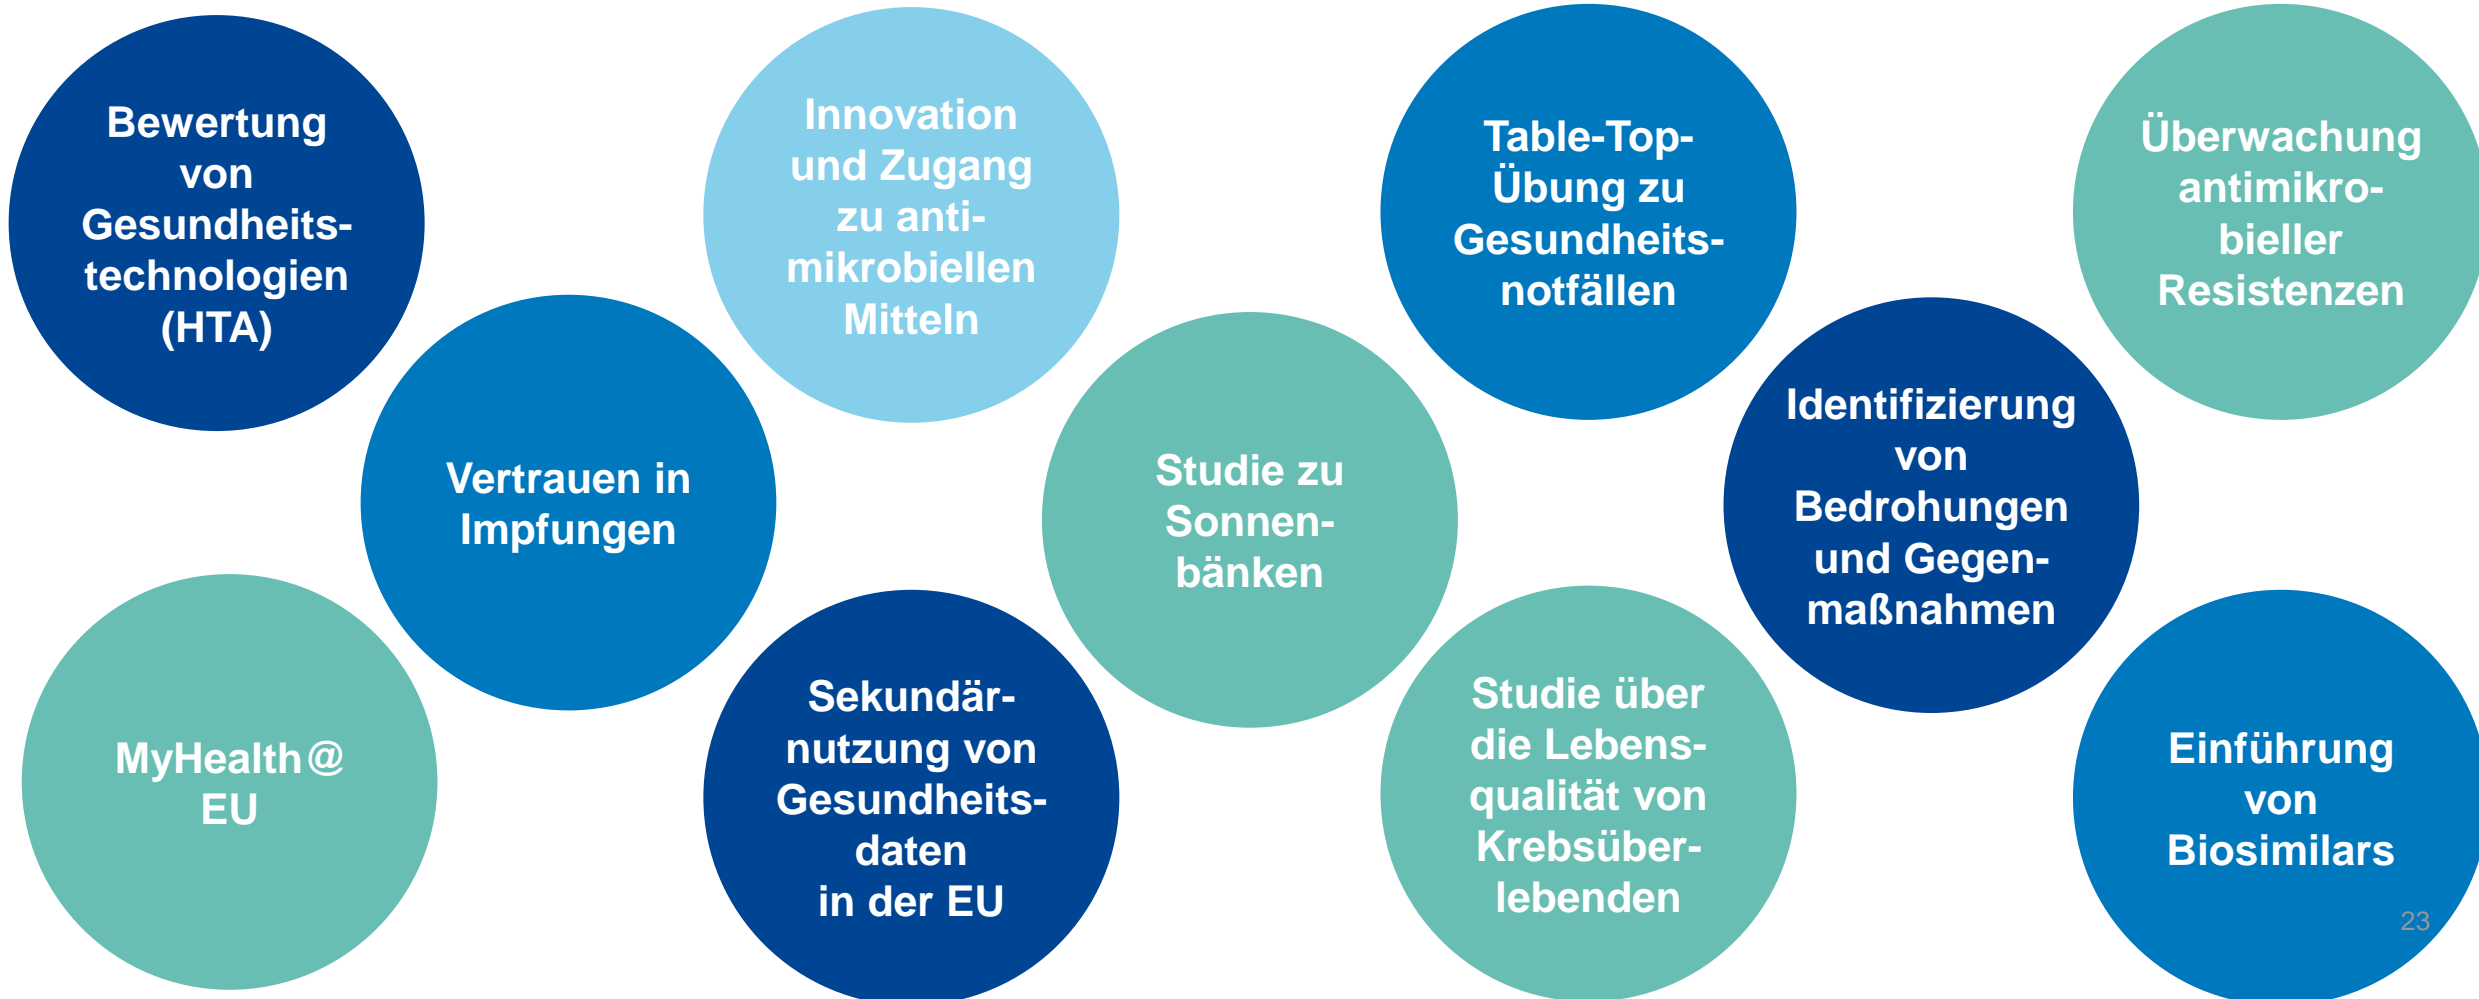 Bewertung
von
Gesundheits-
technologien
(HTA)
Innovation
und Zugang
zu anti-
mikrobiellen
Mitteln
Table-Top-
Übung zu
Gesundheits-
notfällen
Überwachung
antimikro-
bieller
Resistenzen
Vertrauen in
Impfungen
Studie zu
Sonnen-
bänken
Identifizierung
von
Bedrohungen
und Gegen-
maßnahmen
MyHealth@
EU
Sekundär-
nutzung von
Gesundheits-
daten
in der EU
Studie über
die Lebens-
qualität von
Krebsüber-
lebenden
Einführung
von
Biosimilars
23